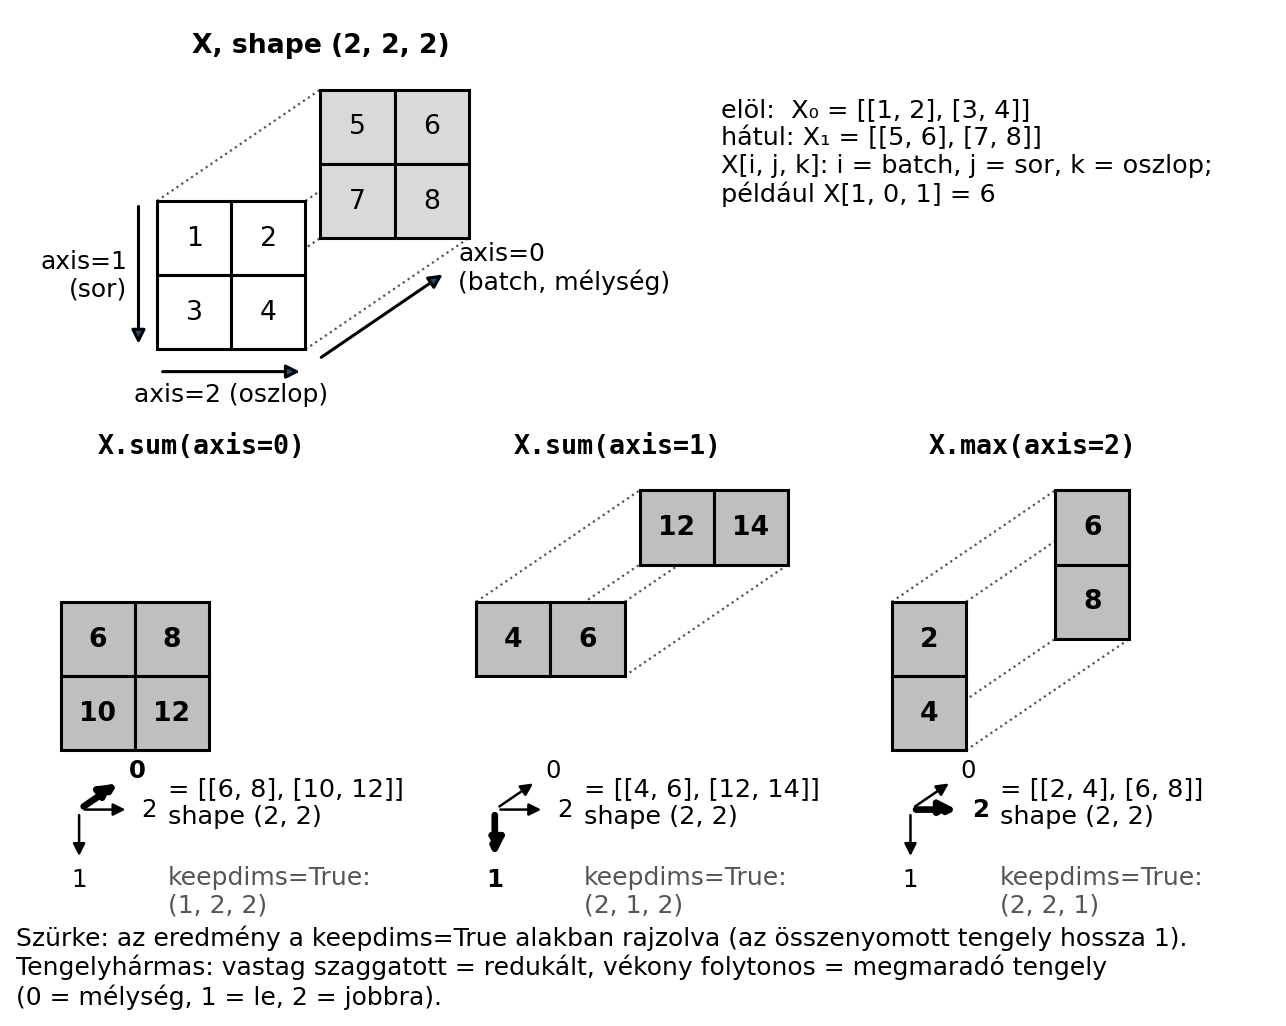 X, shape (2, 2, 2)
5 6
7 8
1 2
3 4
axis=1
(sor)
axis=0
(batch, mélység)
axis=2 (oszlop)
elöl:  X₀ = [[1, 2], [3, 4]]
hátul: X₁ = [[5, 6], [7, 8]]
X[i, j, k]: i = batch, j = sor, k = oszlop;
például X[1, 0, 1] = 6
X.sum(axis=0)
6 8
10 12
0
2
1
= [[6, 8], [10, 12]]
shape (2, 2)
keepdims=True:
(1, 2, 2)
X.sum(axis=1)
12 14
4 6
0
2
1
= [[4, 6], [12, 14]]
shape (2, 2)
keepdims=True:
(2, 1, 2)
X.max(axis=2)
6
8
2
4
0
2
1
= [[2, 4], [6, 8]]
shape (2, 2)
keepdims=True:
(2, 2, 1)
Szürke: az eredmény a keepdims=True alakban rajzolva (az összenyomott tengely hossza 1).
Tengelyhármas: vastag szaggatott = redukált, vékony folytonos = megmaradó tengely
(0 = mélység, 1 = le, 2 = jobbra).